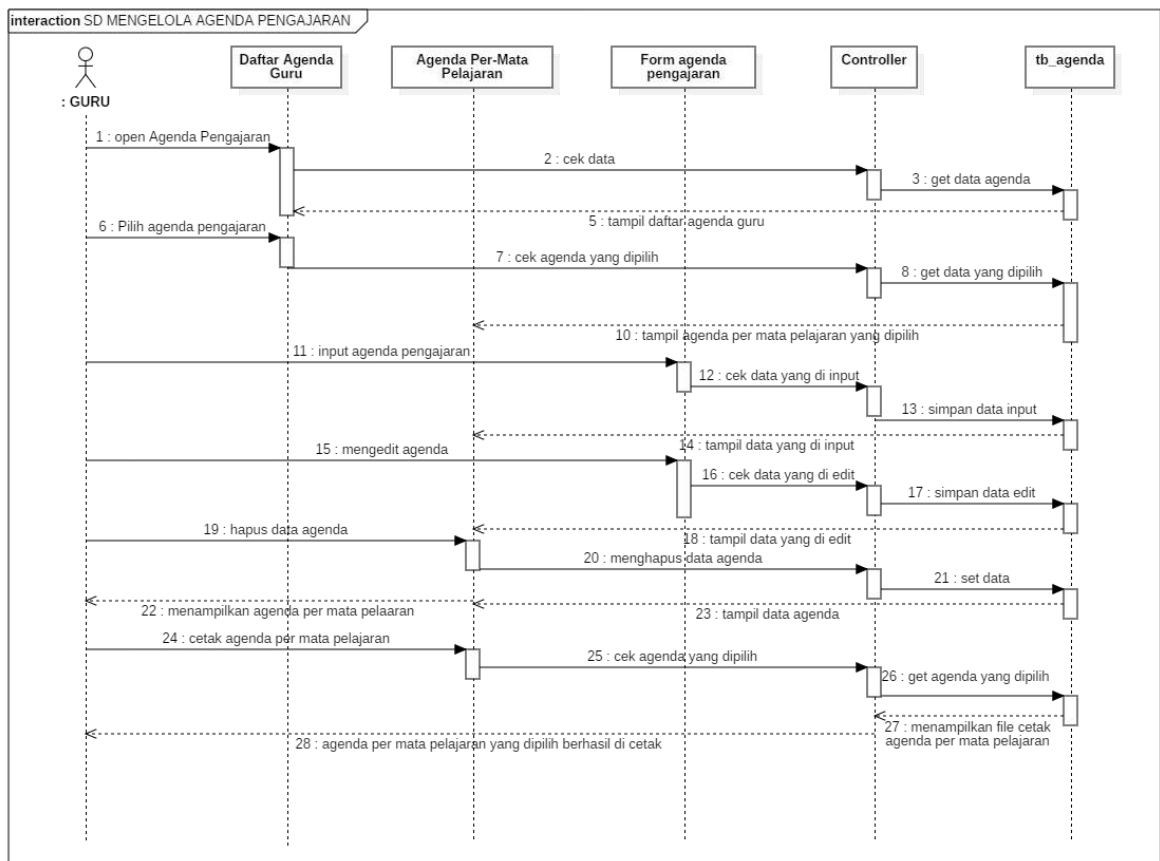 interaction SD MENGELOLA AGENDA PENGAJARAN
: GURU
Daftar Agenda
Guru
Agenda Per-Mata
Pelajaran
Form agenda
pengajaran
Controller
tb_agenda
1 : open Agenda Pengajaran
2 : cek data
3 : get data agenda
5 : tampil daftar agenda guru
6 : Pilih agenda pengajaran
7 : cek agenda yang dipilih
8 : get data yang dipilih
10 : tampil agenda per mata pelajaran yang dipilih
11 : input agenda pengajaran
12 : cek data yang di input
13 : simpan data input
14 : tampil data yang di input
15 : mengedit agenda
16 : cek data yang di edit
17 : simpan data edit
18 : tampil data yang di edit
19 : hapus data agenda
20 : menghapus data agenda
21 : set data
22 : menampilkan agenda per mata pelaaran
23 : tampil data agenda
24 : cetak agenda per mata pelajaran
25 : cek agenda yang dipilih
26 : get agenda yang dipilih
27 : menampilkan file cetak
agenda per mata pelajaran
28 : agenda per mata pelajaran yang dipilih berhasil di cetak